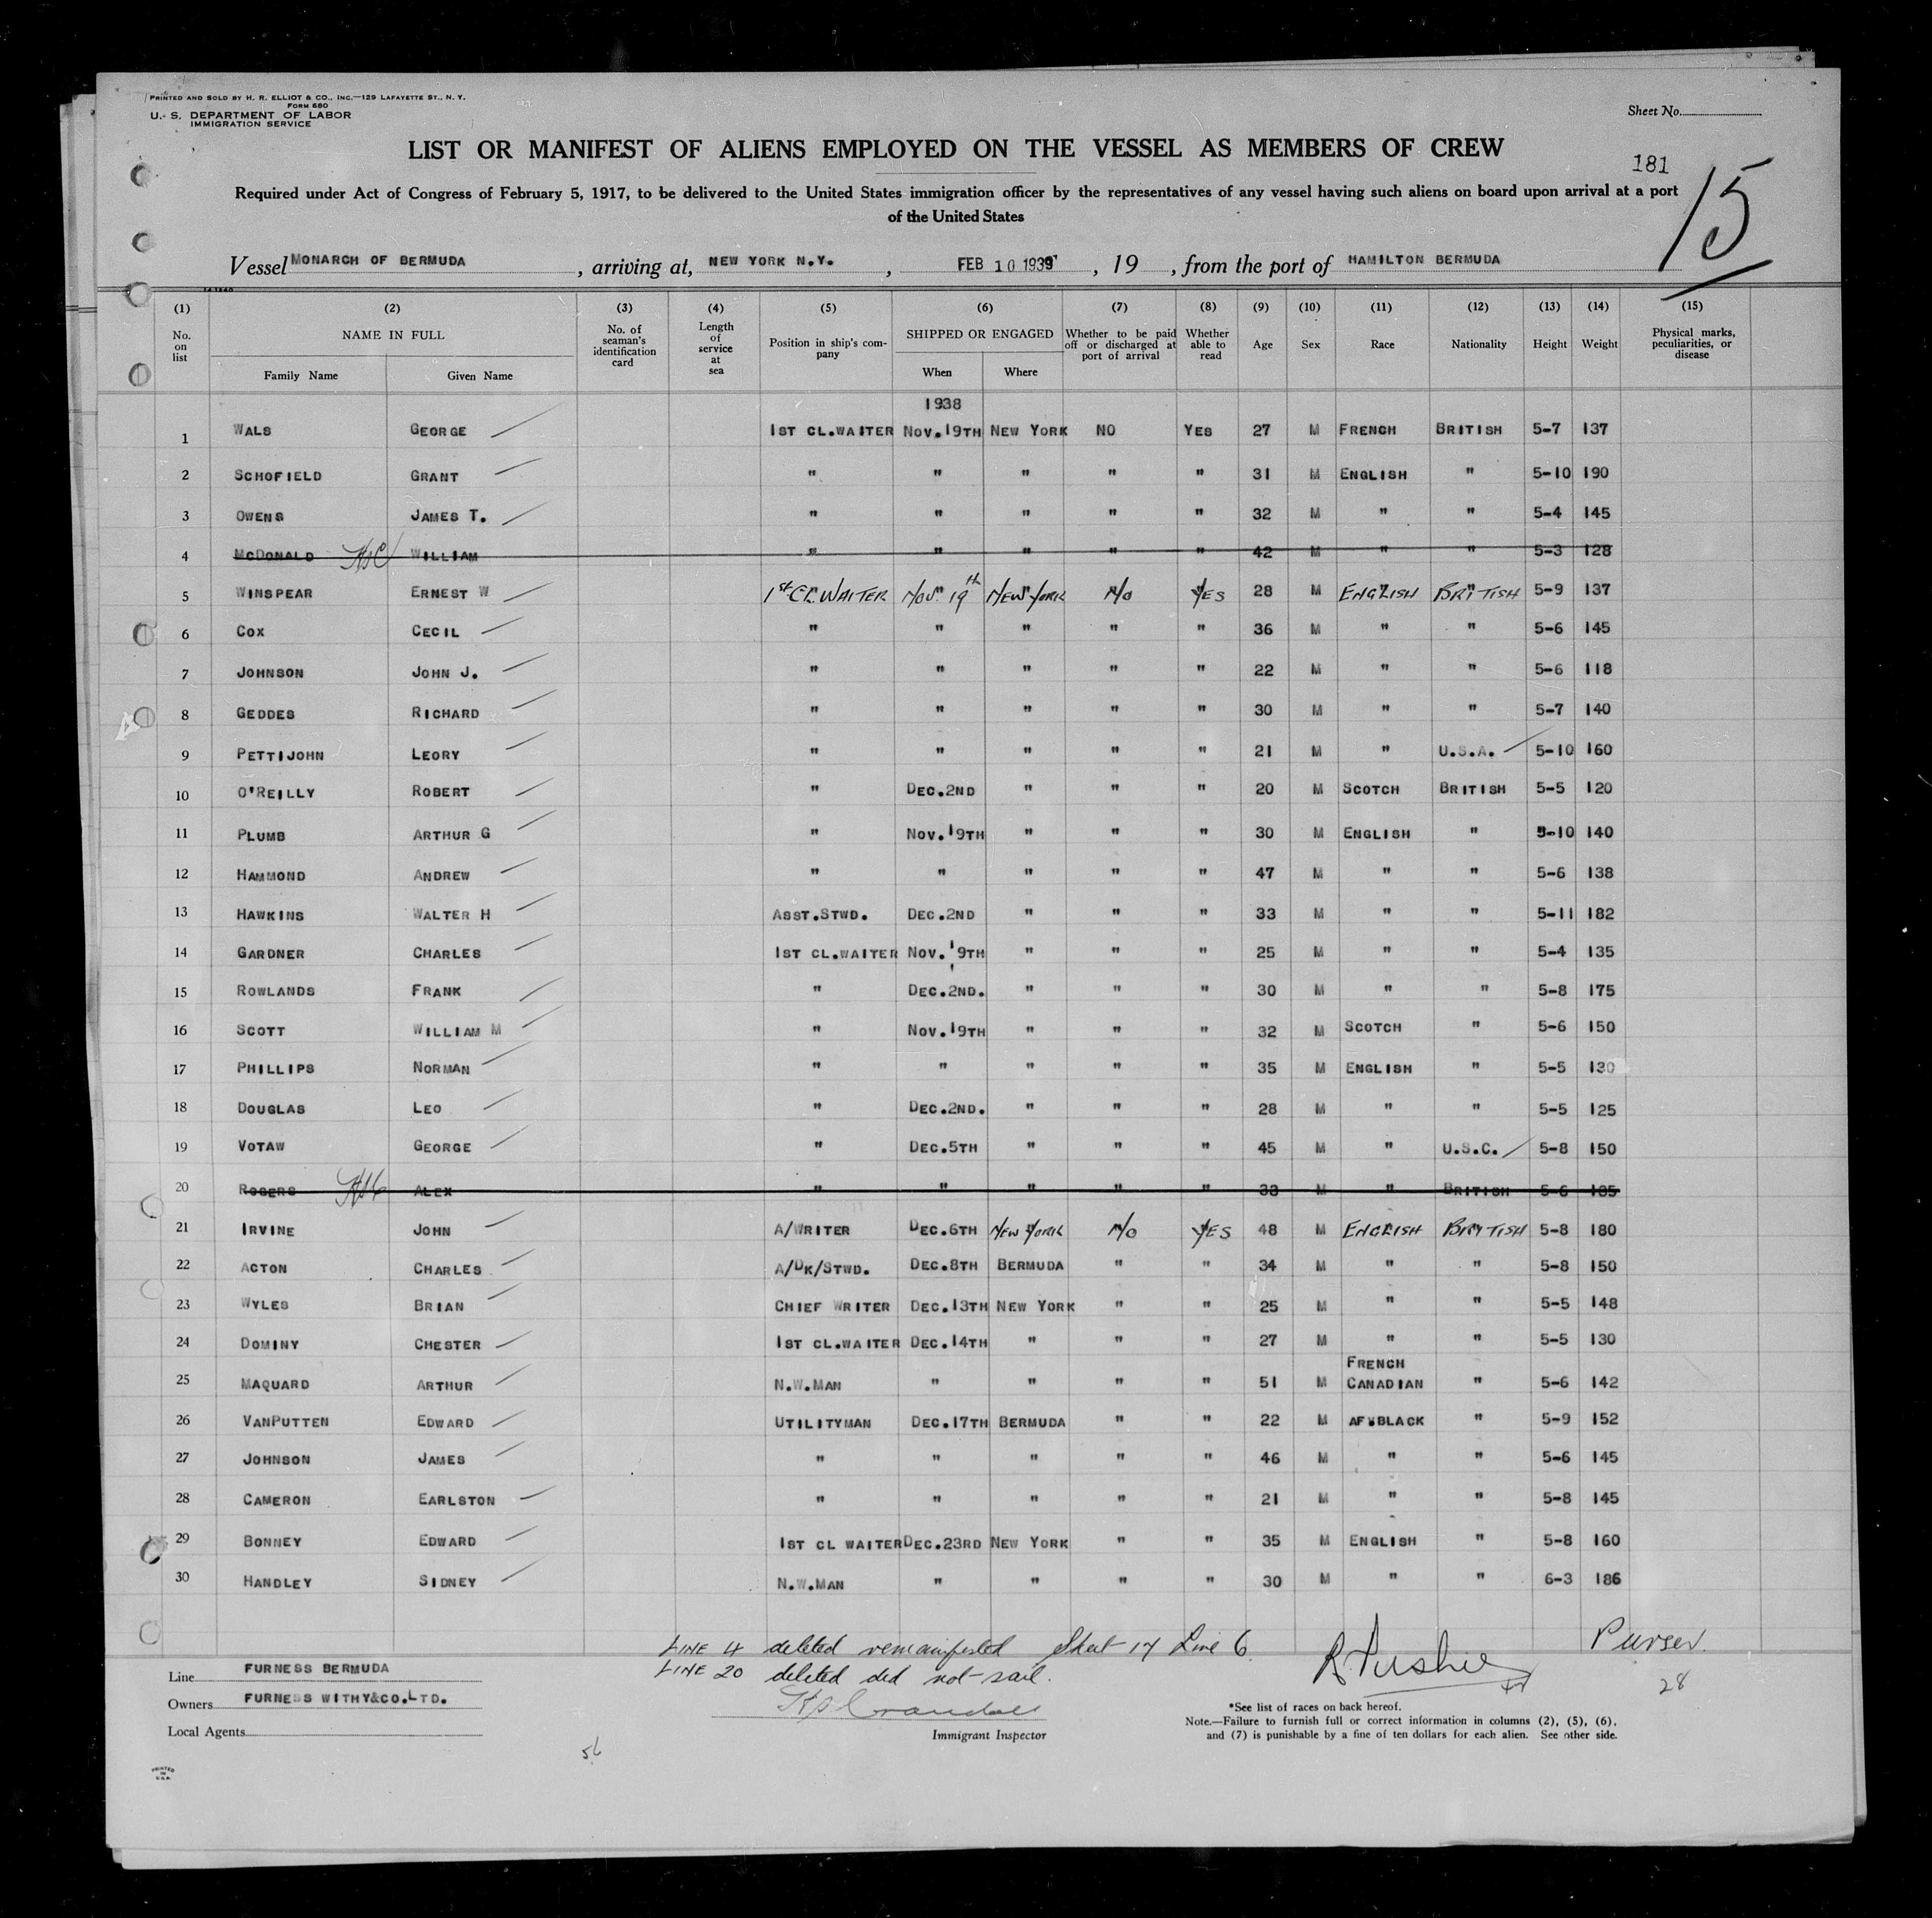 PRINTED AND SOLD BY H. R. ELLIOT & CO., INC.—129 LAFAYETTE ST., N. Y.
FORM 680
U. S. DEPARTMENT OF LABOR
IMMIGRATION SERVICE
Sheet No.
LIST OR MANIFEST OF ALIENS EMPLOYED ON THE VESSEL AS MEMBERS OF CREW
181
15
Required under Act of Congress of February 5, 1917, to be delivered to the United States immigration officer by the representatives of any vessel having such aliens on board upon arrival at a port
of the United States
Vessel MONARCH OF BERMUDA , arriving at, NEW YORK N.Y. , FEB 10 1939 , 19 , from the port of HAMILTON BERMUDA
(1) (2) (3) (4) (5) (6) (7) (8) (9) (10) (11) (12) (13) (14) (15)
No. on list NAME IN FULL No. of seaman's identification card Length of service at sea Position in ship's company SHIPPED OR ENGAGED Whether to be paid off or discharged at port of arrival Whether able to read Age Sex Race Nationality Height Weight Physical marks, peculiarities, or disease
Family Name Given Name When Where
1938
1 WALS GEORGE 1ST CL.WAITER NOV.19TH NEW YORK NO YES 27 M FRENCH BRITISH 5-7 137
2 SCHOFIELD GRANT " " " " " 31 M ENGLISH " 5-10 190
3 OWENS JAMES T. " " " " " 32 M " " 5-4 145
4 MCDONALD WILLIAM " " " " " 42 M " " 5-3 128
5 WINSPEAR ERNEST W 1st CL WAITER NOV 19th NEW YORK No YES 28 M ENGLISH BRITISH 5-9 137
6 COX CECIL " " " " " 36 M " " 5-6 145
7 JOHNSON JOHN J. " " " " " 22 M " " 5-6 118
8 GEDDES RICHARD " " " " " 30 M " " 5-7 140
9 PETTIJOHN LEORY " " " " " 21 M " U.S.A. 5-10 160
10 O'REILLY ROBERT " DEC.2ND " " " 20 M SCOTCH BRITISH 5-5 120
11 PLUMB ARTHUR G " NOV.19TH " " " 30 M ENGLISH " 5-10 140
12 HAMMOND ANDREW " " " " " 47 M " " 5-6 138
13 HAWKINS WALTER H ASST.STWD. DEC.2ND " " " 33 M " " 5-11 182
14 GARDNER CHARLES 1ST CL.WAITER NOV.19TH " " " 25 M " " 5-4 135
15 ROWLANDS FRANK " DEC.2ND. " " " 30 M " " 5-8 175
16 SCOTT WILLIAM M " NOV.19TH " " " 32 M SCOTCH " 5-6 150
17 PHILLIPS NORMAN " " " " " 35 M ENGLISH " 5-5 130
18 DOUGLAS LEO " DEC.2ND. " " " 28 M " " 5-5 125
19 VOTAW GEORGE " DEC.5TH " " " 45 M " U.S.C. 5-8 150
20 ROGERS ALEX " " " " " 33 M " BRITISH 5-6 135
21 IRVINE JOHN A/WRITER DEC.6TH NEW YORK No YES 48 M ENGLISH BRITISH 5-8 180
22 ACTON CHARLES A/DK/STWD. DEC.8TH BERMUDA " " 34 M " " 5-8 150
23 WYLES BRIAN CHIEF WRITER DEC.13TH NEW YORK " " 25 M " " 5-5 148
24 DOMINY CHESTER 1ST CL.WAITER DEC.14TH " " " 27 M " " 5-5 130
25 MAQUARD ARTHUR N.W.MAN " " " " 51 M FRENCH CANADIAN " 5-6 142
26 VANPUTTEN EDWARD UTILITYMAN DEC.17TH BERMUDA " " 22 M AF.BLACK " 5-9 152
27 JOHNSON JAMES " " " " " 46 M " " 5-6 145
28 CAMERON EARLSTON " " " " " 21 M " " 5-8 145
29 BONNEY EDWARD 1ST CL WAITER DEC.23RD NEW YORK " " 35 M ENGLISH " 5-8 160
30 HANDLEY SIDNEY N.W.MAN " " " " 30 M " " 6-3 186
LINE 4 deleted remanifested Sheet 17 Line 6
LINE 20 deleted did not sail.
Purser.
28
Line FURNESS BERMUDA
Owners FURNESS WITHY&CO.LTD.
Local Agents
Immigrant Inspector
*See list of races on back hereof.
Note.—Failure to furnish full or correct information in columns (2), (5), (6),
and (7) is punishable by a fine of ten dollars for each alien. See other side.
PRINTED IN U.S.A.